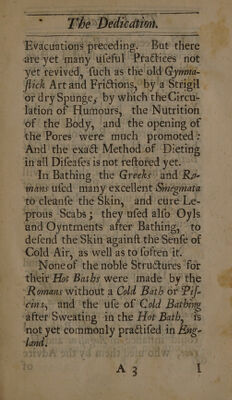 The Dedication.
Evacuations preceding. But there
are yet many uſeful Practices not
yet revived, ſuch as the old Gymna-
ſtick Art and Frictions, by a Strigil
or dry Spunge, by which the Circu-
lation of Humours, the Nutrition
of the Body, and the opening of
the Pores were much promoted:
And the exact Method of Dieting
in all Diſeaſes is not reſtored yet.
In Bathing the Greeks and Ro-
mans uſed many excellent Smegmata
to cleanſe the Skin, and cure Le-
prous Scabs; they uſed alſo Oyls
and Oyntments after Bathing, to
defend the Skin againſt the Senſe of
Cold Air, as well as to ſoften it.
None of the noble Structures for
their Hot Baths were made by the
Romans without a Cold Bath or Piſ-
cina, and the uſe of Cold Bathing
after Sweating in the Hot Bath, is
not yet commonly practiſed in Eng-
land.
A 3 I